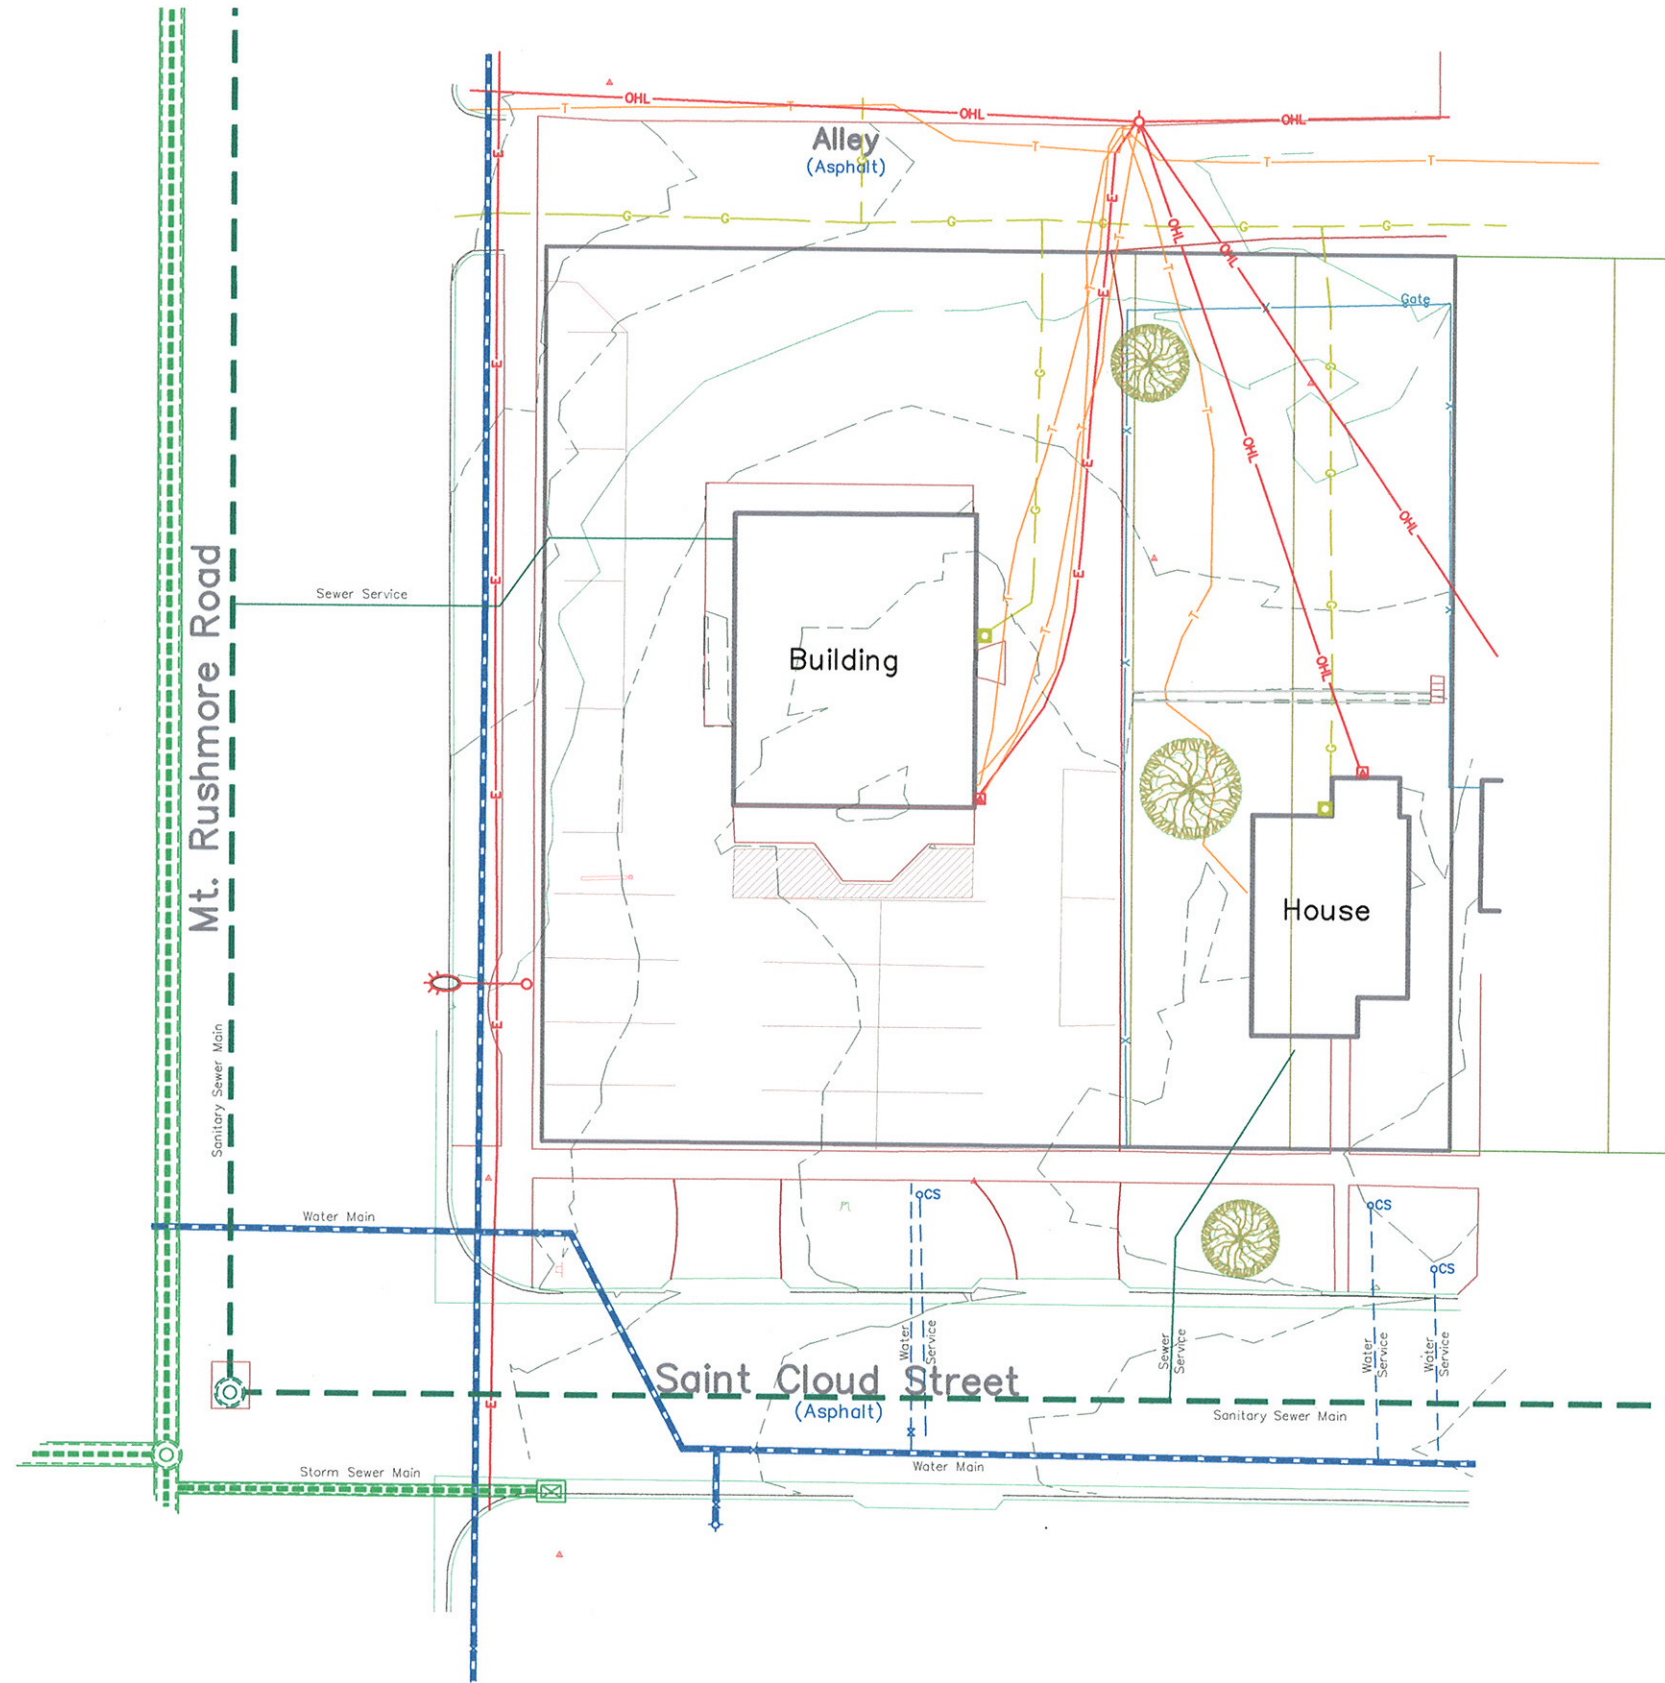 OHL
OHL
OHL
T
T
T
T
T
Alley
(Asphalt)
E
E
G
G
G
G
G
G
G
T
OHL
OHL
T
T
E
Gate
X
E
G
G
X
T
T
T
X
OHL
G
E
G
OHL
E
E
G
T
X
T
T
Sewer Service
Mt. Rushmore Road
Building
X
OHL
G
E
House
E
X
Sanitary Sewer Main
CS
CS
Water Main
CS
Water
Service
Sewer
Service
Water
Service
Water
Service
Saint Cloud Street
(Asphalt)
E
Sanitary Sewer Main
Water Main
Storm Sewer Main